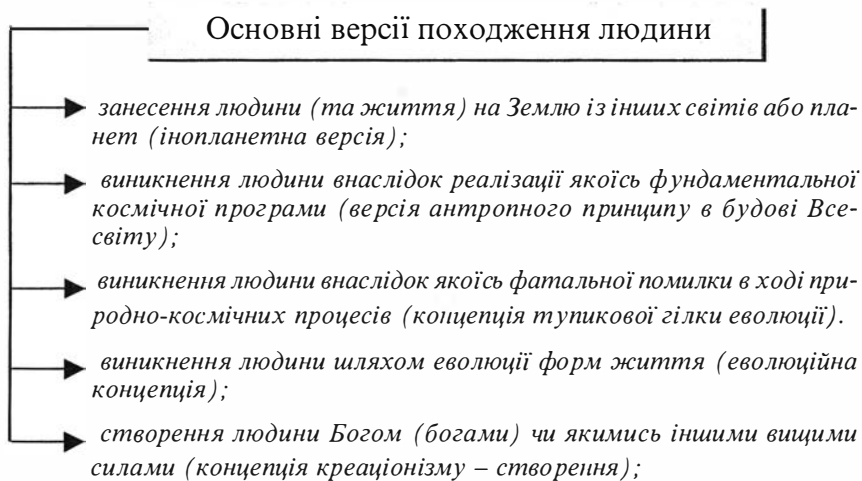 Основні версії походження людини
занесення людини (та життя) на Землю із інших світів або пла-
нет (інопланетна версія);
виникнення людини внаслідок реалізації якоїсь фундаментальної
космічної програми (версія антропного принципу в будові Все-
світу);
виникнення людини внаслідок якоїсь фатальної помилки в ході при-
родно-космічних процесів (концепція тупикової гілки еволюції).
виникнення людини шляхом еволюції форм життя (еволюційна
концепція);
створення людини Богом (богами) чи якимись іншими вищими
силами (концепція креаціонізму – створення);